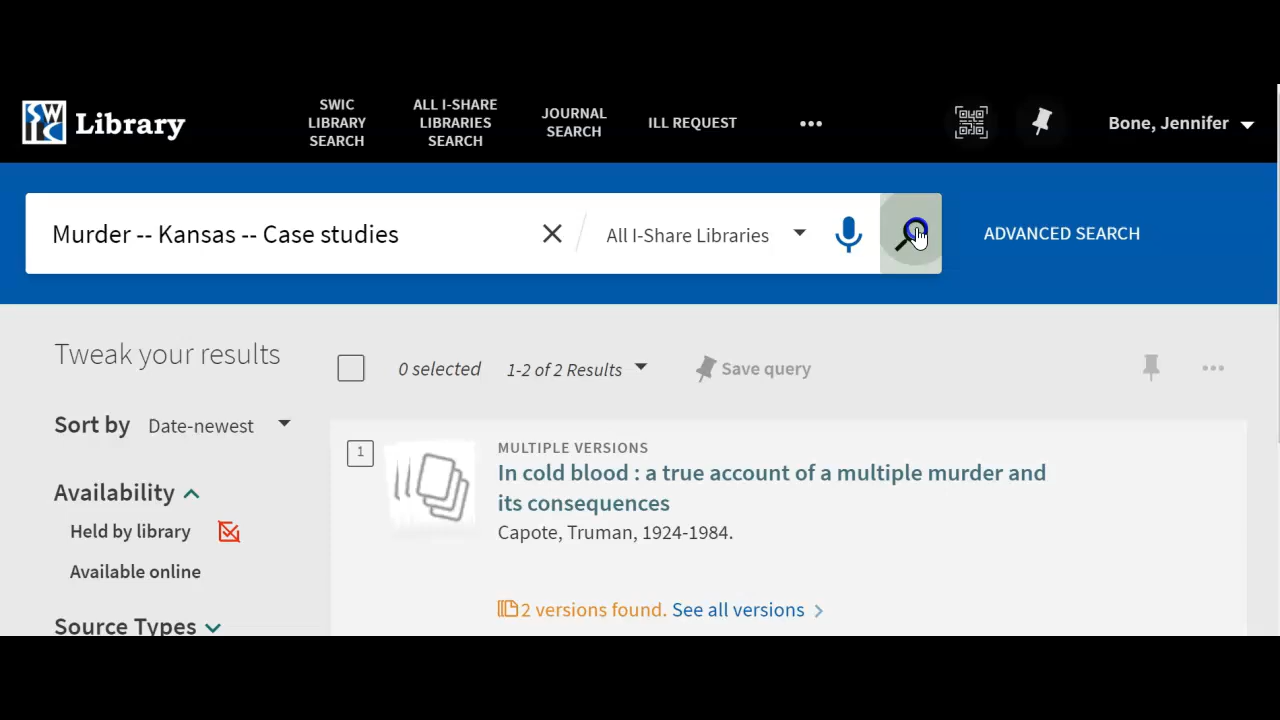 SWIC
Library
SWIC
LIBRARY
SEARCH
ALL I-SHARE
LIBRARIES
SEARCH
JOURNAL
SEARCH
ILL REQUEST
Bone, Jennifer
Murder -- Kansas -- Case studies
All I-Share Libraries
ADVANCED SEARCH
Tweak your results
0 selected
1-2 of 2 Results
Save query
Sort by Date-newest
Availability
Held by library
Available online
Source Types
1
MULTIPLE VERSIONS
In cold blood : a true account of a multiple murder and
its consequences
Capote, Truman, 1924-1984.
2 versions found. See all versions